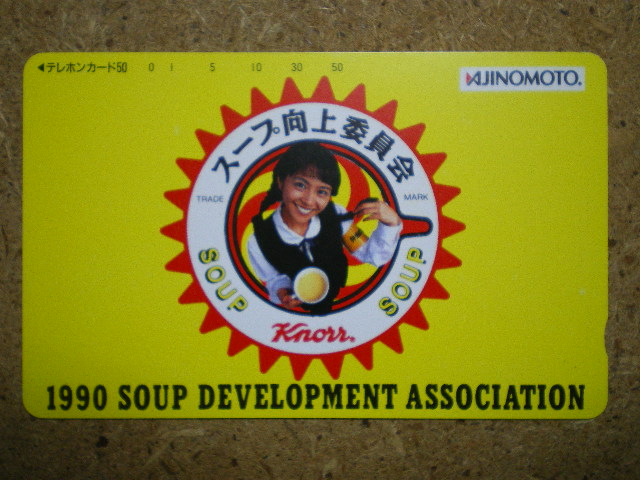 ◀テレホンカード50 0 1 5 10 30 50
AJINOMOTO.
スープ向上委員会
TRADE MARK
SOUP SOUP
Knorr.
1990 SOUP DEVELOPMENT ASSOCIATION